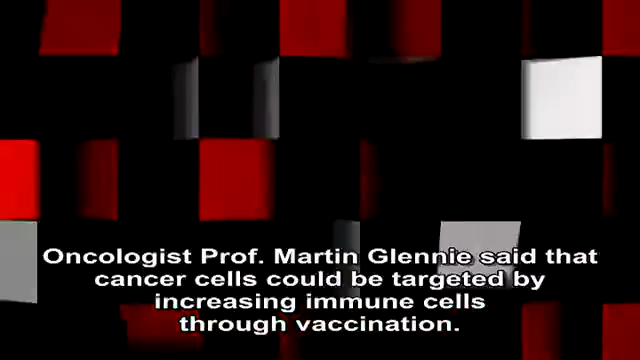 Oncologist Prof. Martin Glennie said that
cancer cells could be targeted by
increasing immune cells
through vaccination.